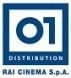 01
DISTRIBUTION
RAI CINEMA S.p.A.